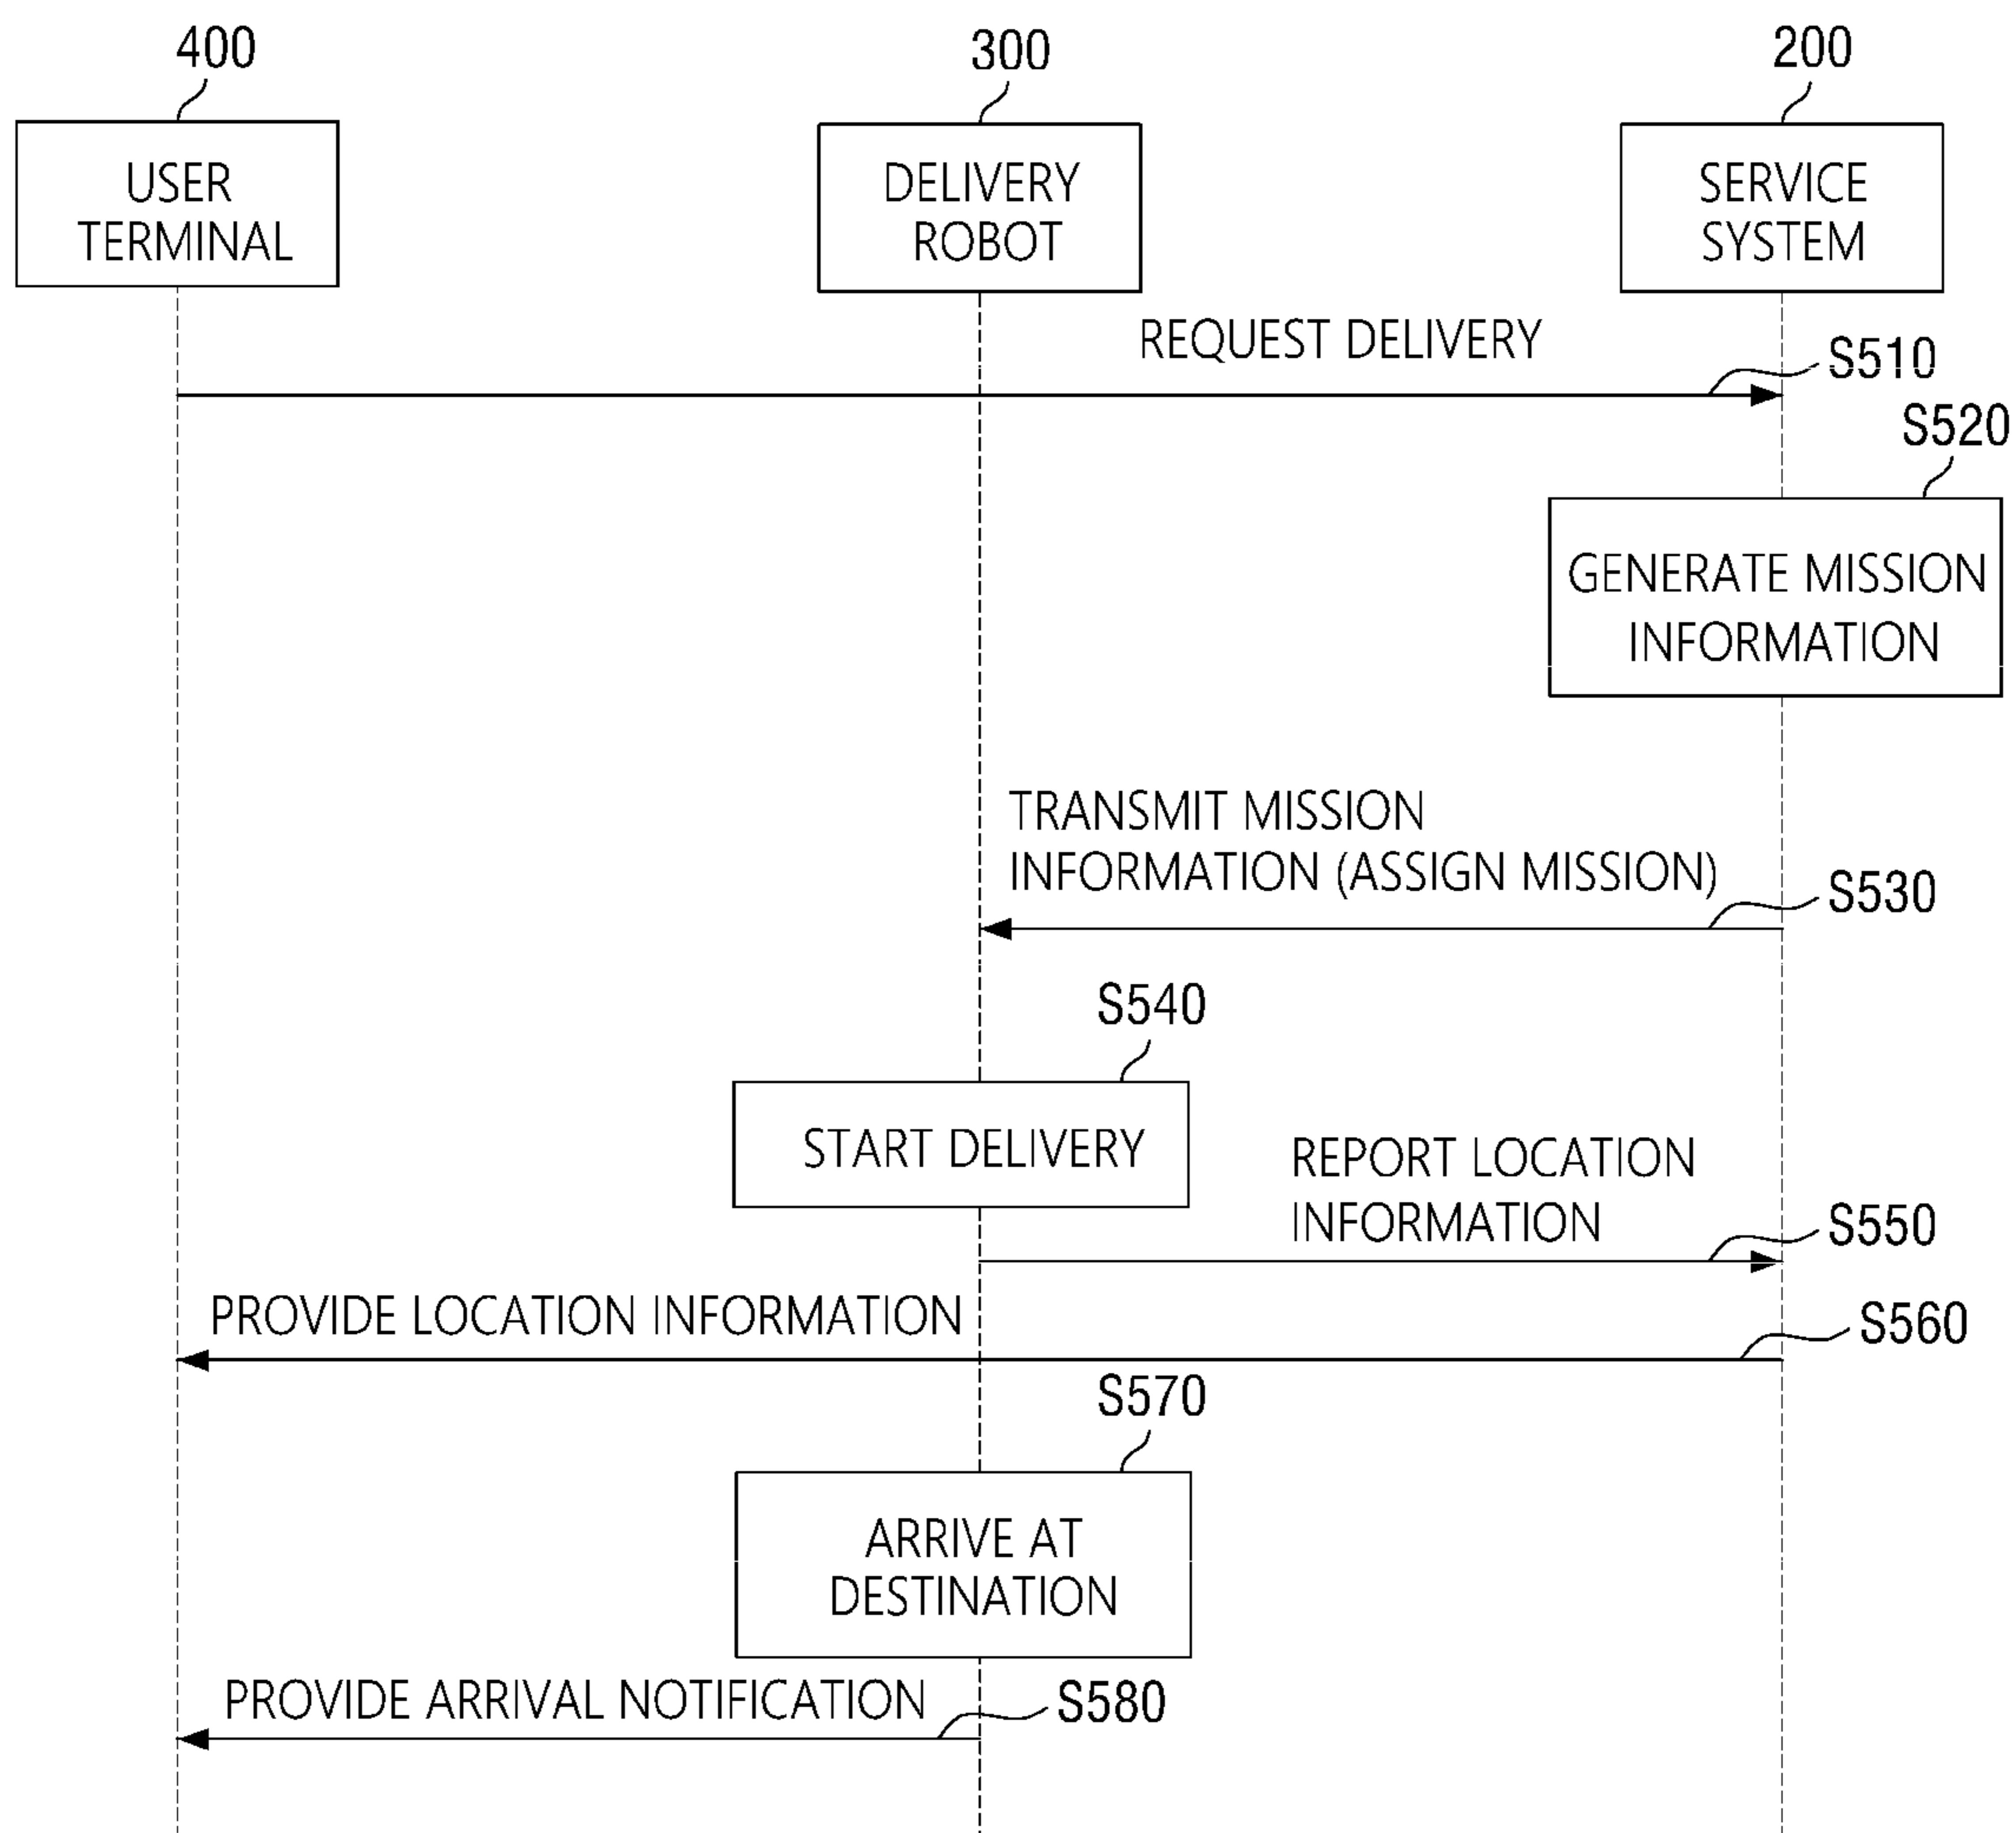 400
300
200
USER
TERMINAL
DELIVERY
ROBOT
SERVICE
SYSTEM
REQUEST DELIVERY
S510
S520
GENERATE MISSION
INFORMATION
TRANSMIT MISSION
INFORMATION (ASSIGN MISSION)
S530
S540
START DELIVERY
REPORT LOCATION
INFORMATION
S550
PROVIDE LOCATION INFORMATION
S560
S570
ARRIVE AT
DESTINATION
PROVIDE ARRIVAL NOTIFICATION
S580